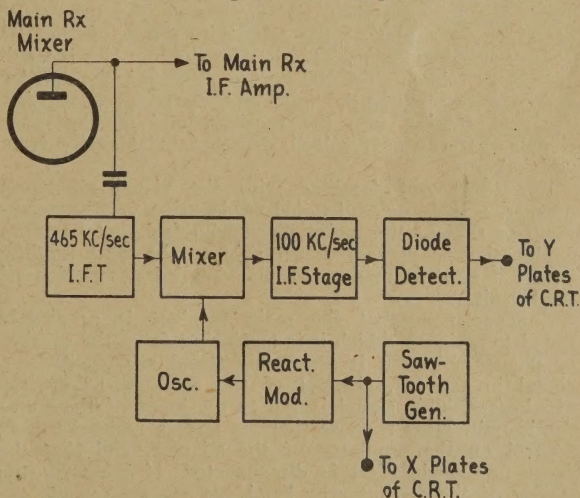 Main Rx
Mixer
To Main Rx
I.F. Amp.
465 KC/sec
I.F.T
Mixer
100 KC/sec
I.F. Stage
Diode
Detect.
To Y
Plates
of C.R.T.
Osc.
React.
Mod.
Saw-
Tooth
Gen.
To X Plates
of C.R.T.